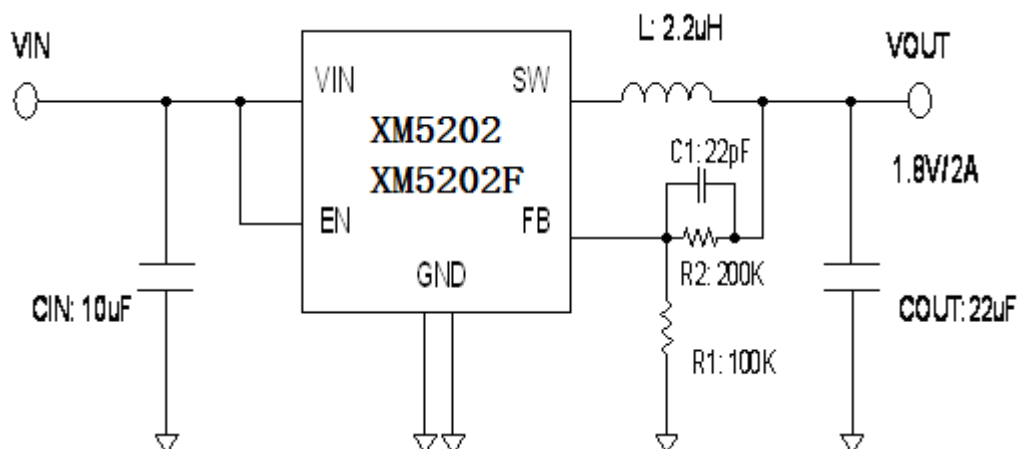 VIN
VIN
SW
L: 2.2uH
VOUT
XM5202
XM5202F
C1: 22pF
1.8V/2A
EN
FB
R2: 200K
GND
CIN: 10uF
COUT: 22uF
R1: 100K